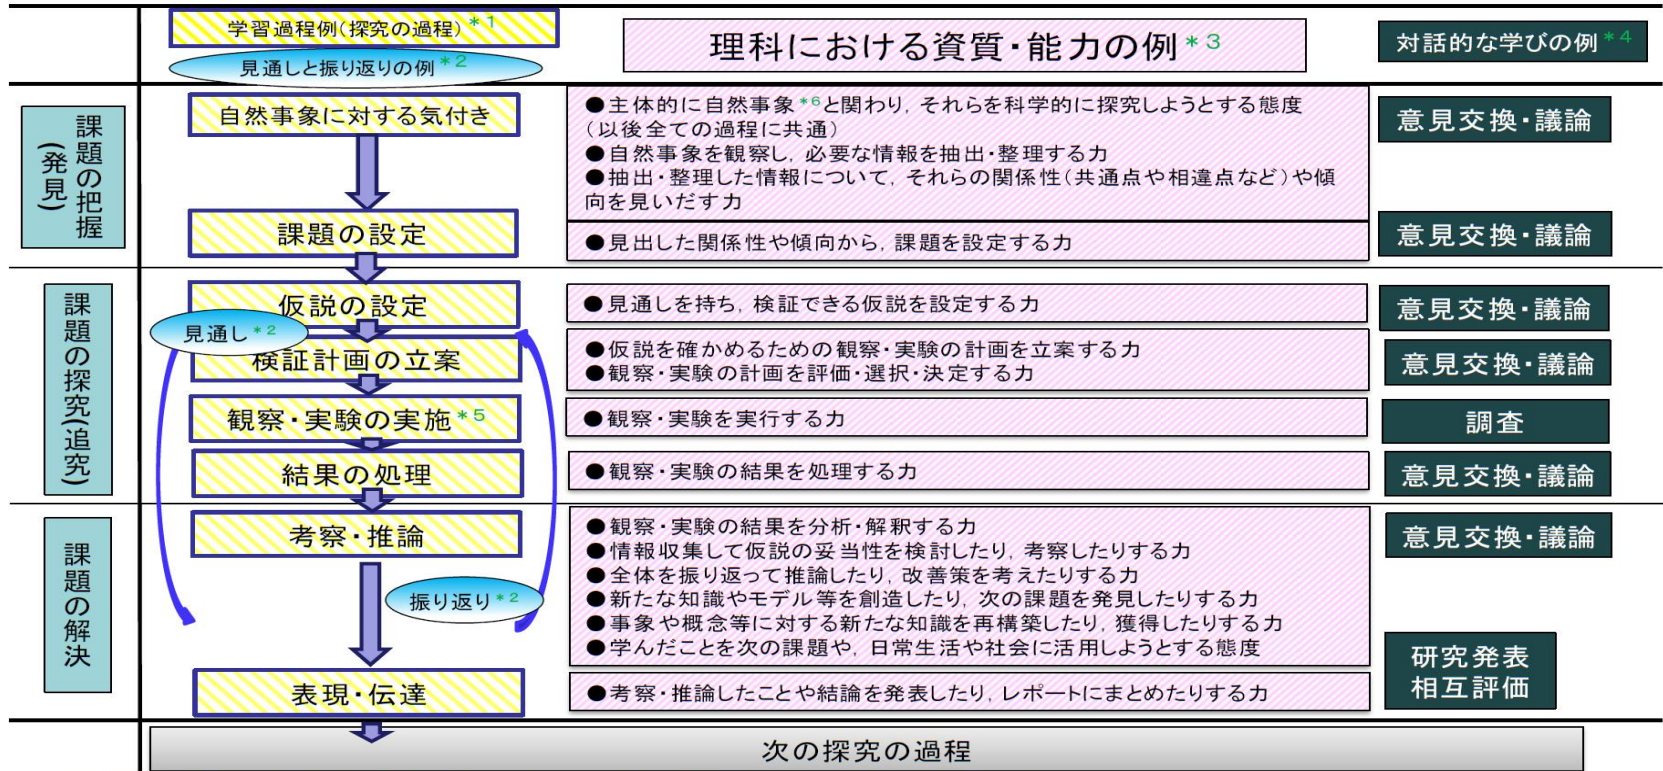 学習過程例(探究の過程)*1
見通しと振り返りの例*2
理科における資質・能力の例*3
対話的な学びの例*4
課題の把握
(発見)
自然事象に対する気付き
●主体的に自然事象*6と関わり,それらを科学的に探究しようとする態度
(以後全ての過程に共通)
●自然事象を観察し,必要な情報を抽出・整理する力
●抽出・整理した情報について,それらの関係性(共通点や相違点など)や傾
向を見いだす力
意見交換・議論
課題の設定
●見出した関係性や傾向から,課題を設定する力
意見交換・議論
課題の探究(追究)
仮説の設定
●見通しを持ち,検証できる仮説を設定する力
意見交換・議論
見通し*2
検証計画の立案
●仮説を確かめるための観察・実験の計画を立案する力
●観察・実験の計画を評価・選択・決定する力
意見交換・議論
観察・実験の実施*5
●観察・実験を実行する力
調査
結果の処理
●観察・実験の結果を処理する力
意見交換・議論
課題の解決
考察・推論
●観察・実験の結果を分析・解釈する力
●情報収集して仮説の妥当性を検討したり,考察したりする力
●全体を振り返って推論したり,改善策を考えたりする力
●新たな知識やモデル等を創造したり,次の課題を発見したりする力
●事象や概念等に対する新たな知識を再構築したり,獲得したりする力
●学んだことを次の課題や,日常生活や社会に活用しようとする態度
意見交換・議論
振り返り*2
表現・伝達
●考察・推論したことや結論を発表したり,レポートにまとめたりする力
研究発表
相互評価
次の探究の過程